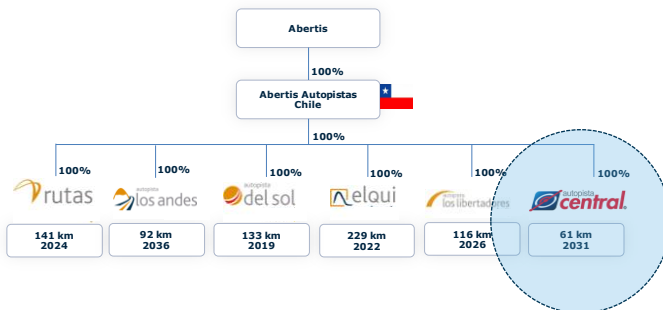 Abertis
100%
Abertis Autopistas
Chile
100%
100% 100% 100% 100% 100% 100%
rutas
autopista
los andes
autopista
del sol
elqui
autopista
los libertadores
autopista
central
141 km
2024
92 km
2036
133 km
2019
229 km
2022
116 km
2026
61 km
2031